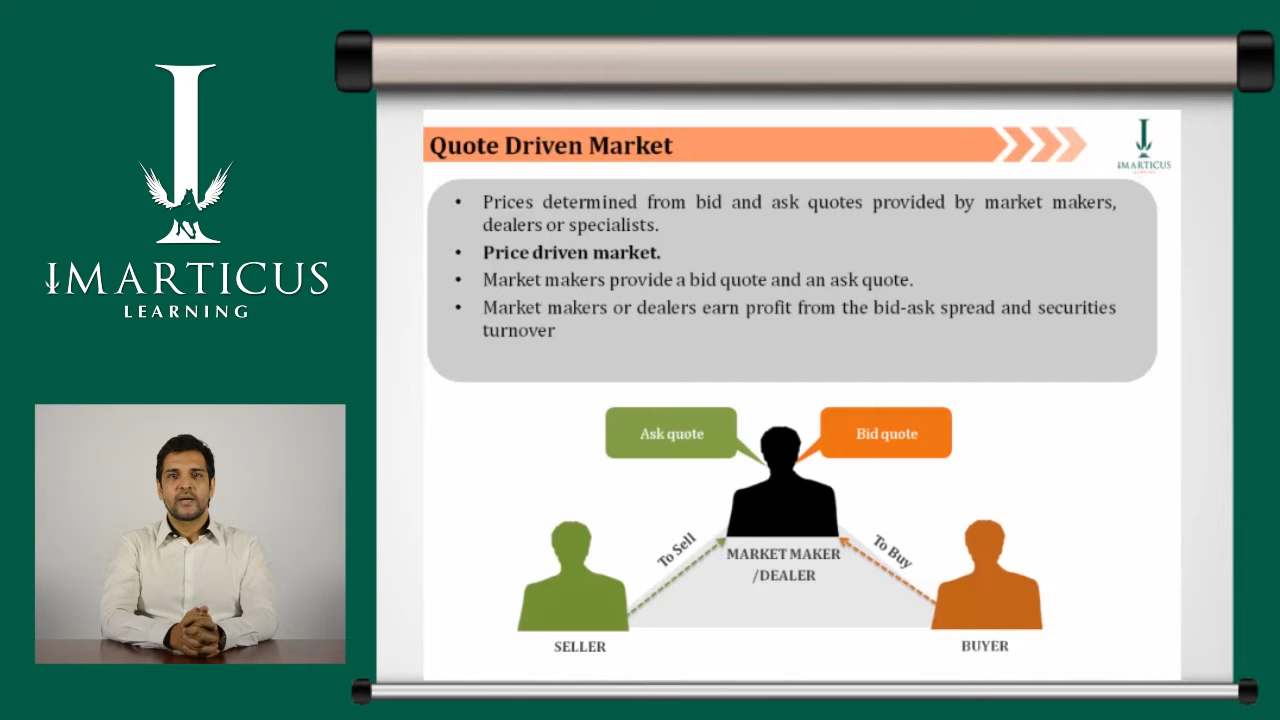 IMARTICUS
LEARNING
Quote Driven Market
IMARTICUS
LEARNING
• Prices determined from bid and ask quotes provided by market makers,
dealers or specialists.
• Price driven market.
• Market makers provide a bid quote and an ask quote.
• Market makers or dealers earn profit from the bid-ask spread and securities
turnover
Ask quote
Bid quote
To Sell
To Buy
MARKET MAKER
/DEALER
SELLER
BUYER